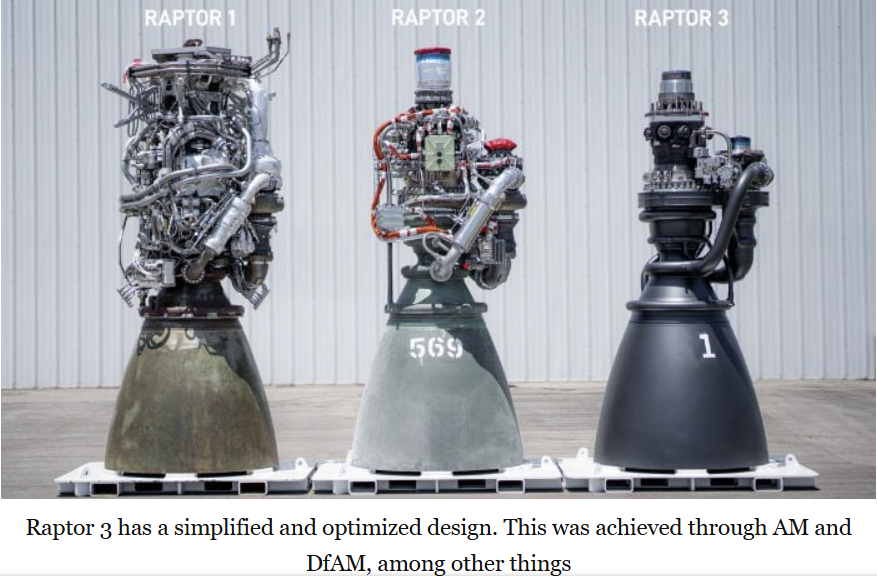 RAPTOR 1
RAPTOR 2
RAPTOR 3
569
1
Raptor 3 has a simplified and optimized design. This was achieved through AM and
DfAM, among other things